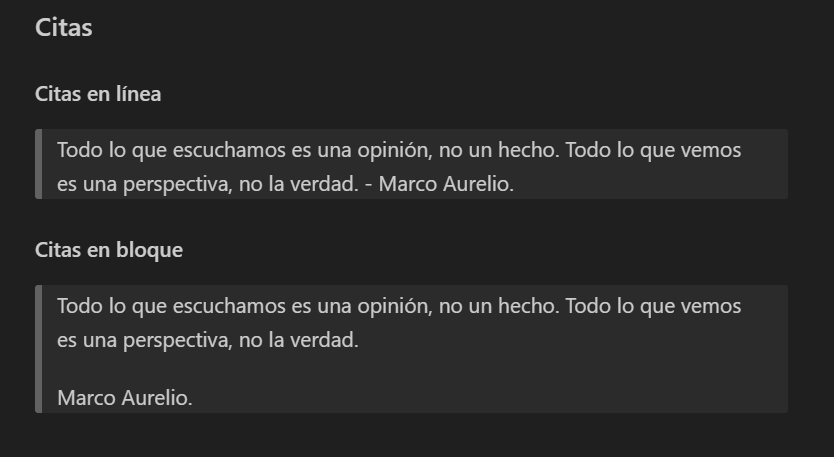 Citas
Citas en línea
Todo lo que escuchamos es una opinión, no un hecho. Todo lo que vemos
es una perspectiva, no la verdad. - Marco Aurelio.
Citas en bloque
Todo lo que escuchamos es una opinión, no un hecho. Todo lo que vemos
es una perspectiva, no la verdad.
Marco Aurelio.